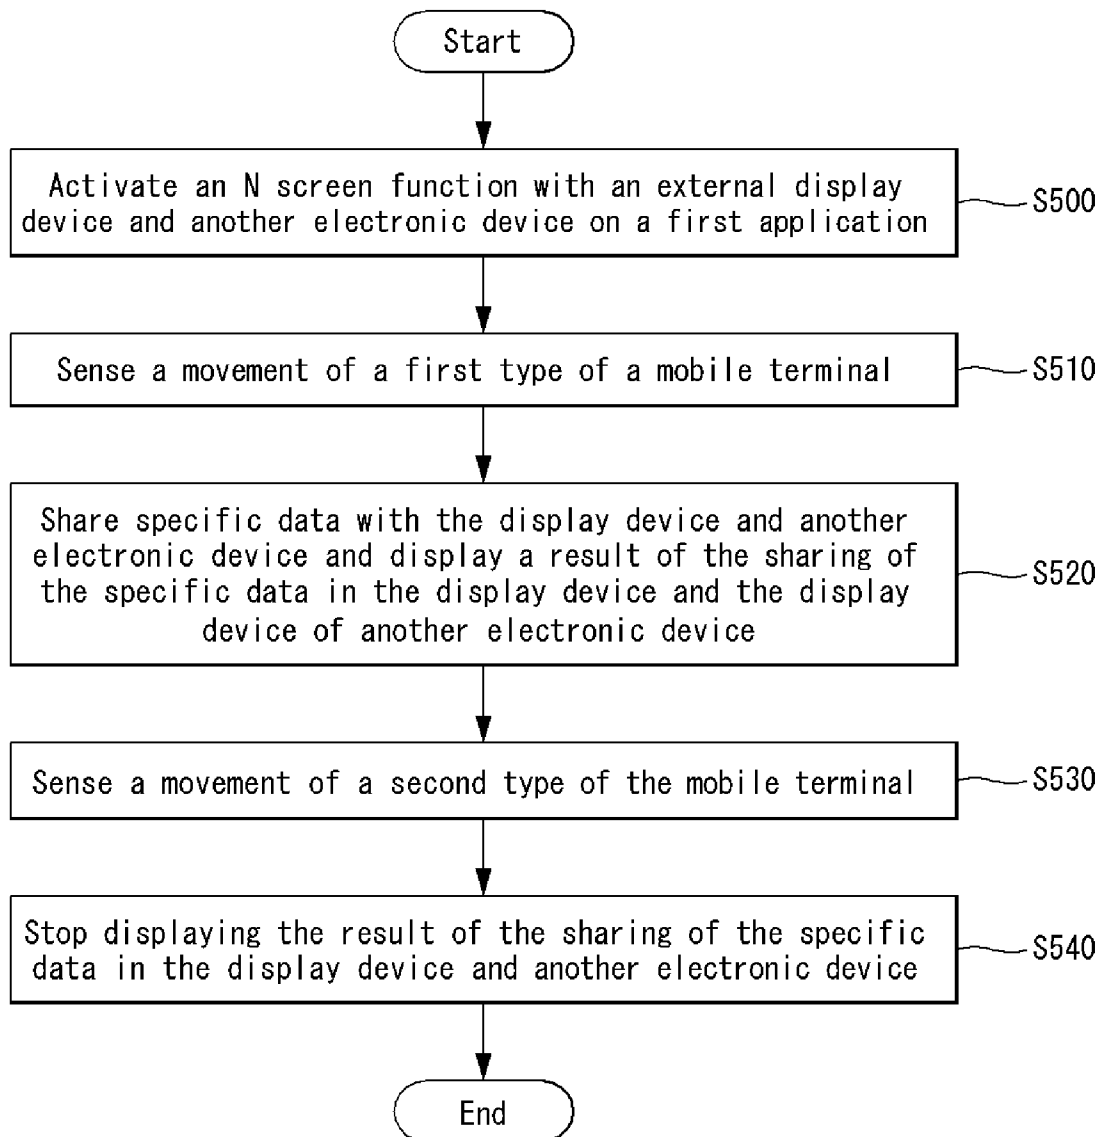 Start
Activate an N screen function with an external display
device and another electronic device on a first application
S500
Sense a movement of a first type of a mobile terminal
S510
Share specific data with the display device and another
electronic device and display a result of the sharing of
the specific data in the display device and the display
device of another electronic device
S520
Sense a movement of a second type of the mobile terminal
S530
Stop displaying the result of the sharing of the specific
data in the display device and another electronic device
S540
End